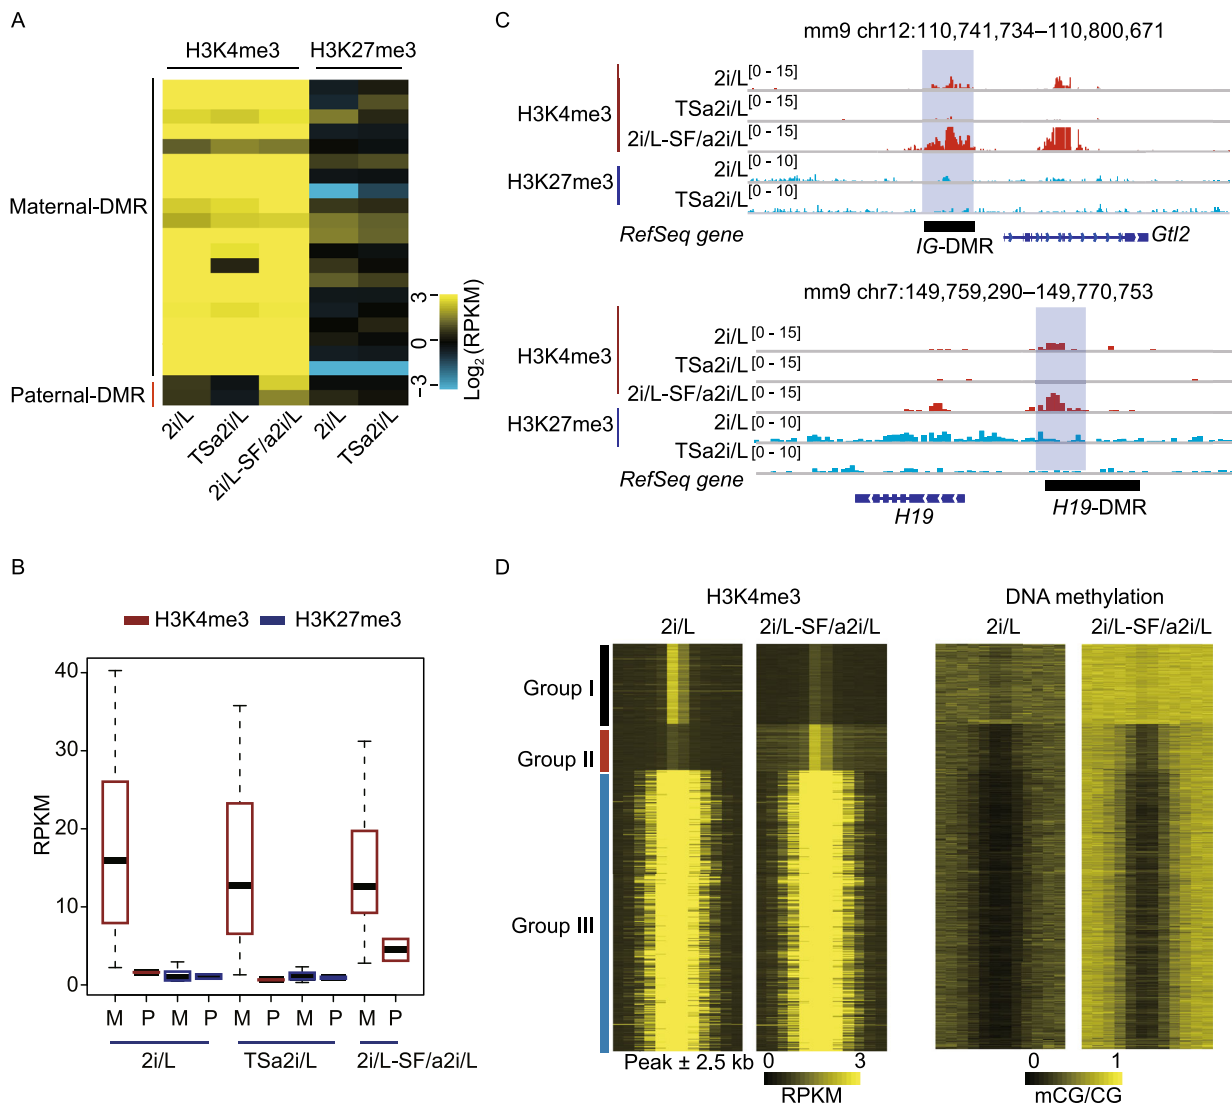 A
H3K4me3 H3K27me3
Maternal-DMR
Paternal-DMR
2i/L
TSa2i/L
2i/L-SF/a2i/L
2i/L
TSa2i/L
3
0
−3
Log2 (RPKM)
B
H3K4me3 H3K27me3
RPKM
40
30
20
10
0
M P M P M P M P M P
2i/L TSa2i/L 2i/L-SF/a2i/L
C
mm9 chr12:110,741,734–110,800,671
H3K4me3
2i/L [0 - 15]
TSa2i/L [0 - 15]
2i/L-SF/a2i/L [0 - 15]
H3K27me3
2i/L [0 - 10]
TSa2i/L [0 - 10]
RefSeq gene
IG-DMR
Gtl2
mm9 chr7:149,759,290–149,770,753
H3K4me3
2i/L [0 - 15]
TSa2i/L [0 - 15]
2i/L-SF/a2i/L [0 - 15]
H3K27me3
2i/L [0 - 10]
TSa2i/L [0 - 10]
RefSeq gene
H19
H19-DMR
D
H3K4me3 DNA methylation
2i/L 2i/L-SF/a2i/L 2i/L 2i/L-SF/a2i/L
Group I
Group II
Group III
Peak ± 2.5 kb
0 3
RPKM
0 1
mCG/CG